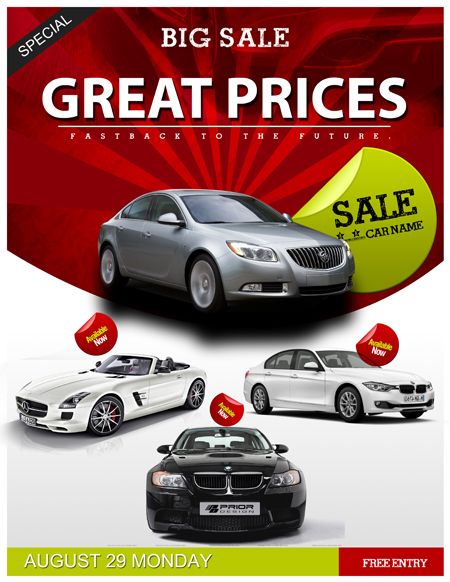 SPECIAL
BIG SALE
GREAT PRICES
FASTBACK TO THE FUTURE.
SALE
CAR NAME
Available
Now
Available
Now
Available
Now
PRIOR
DESIGN
AUGUST 29 MONDAY
FREE ENTRY